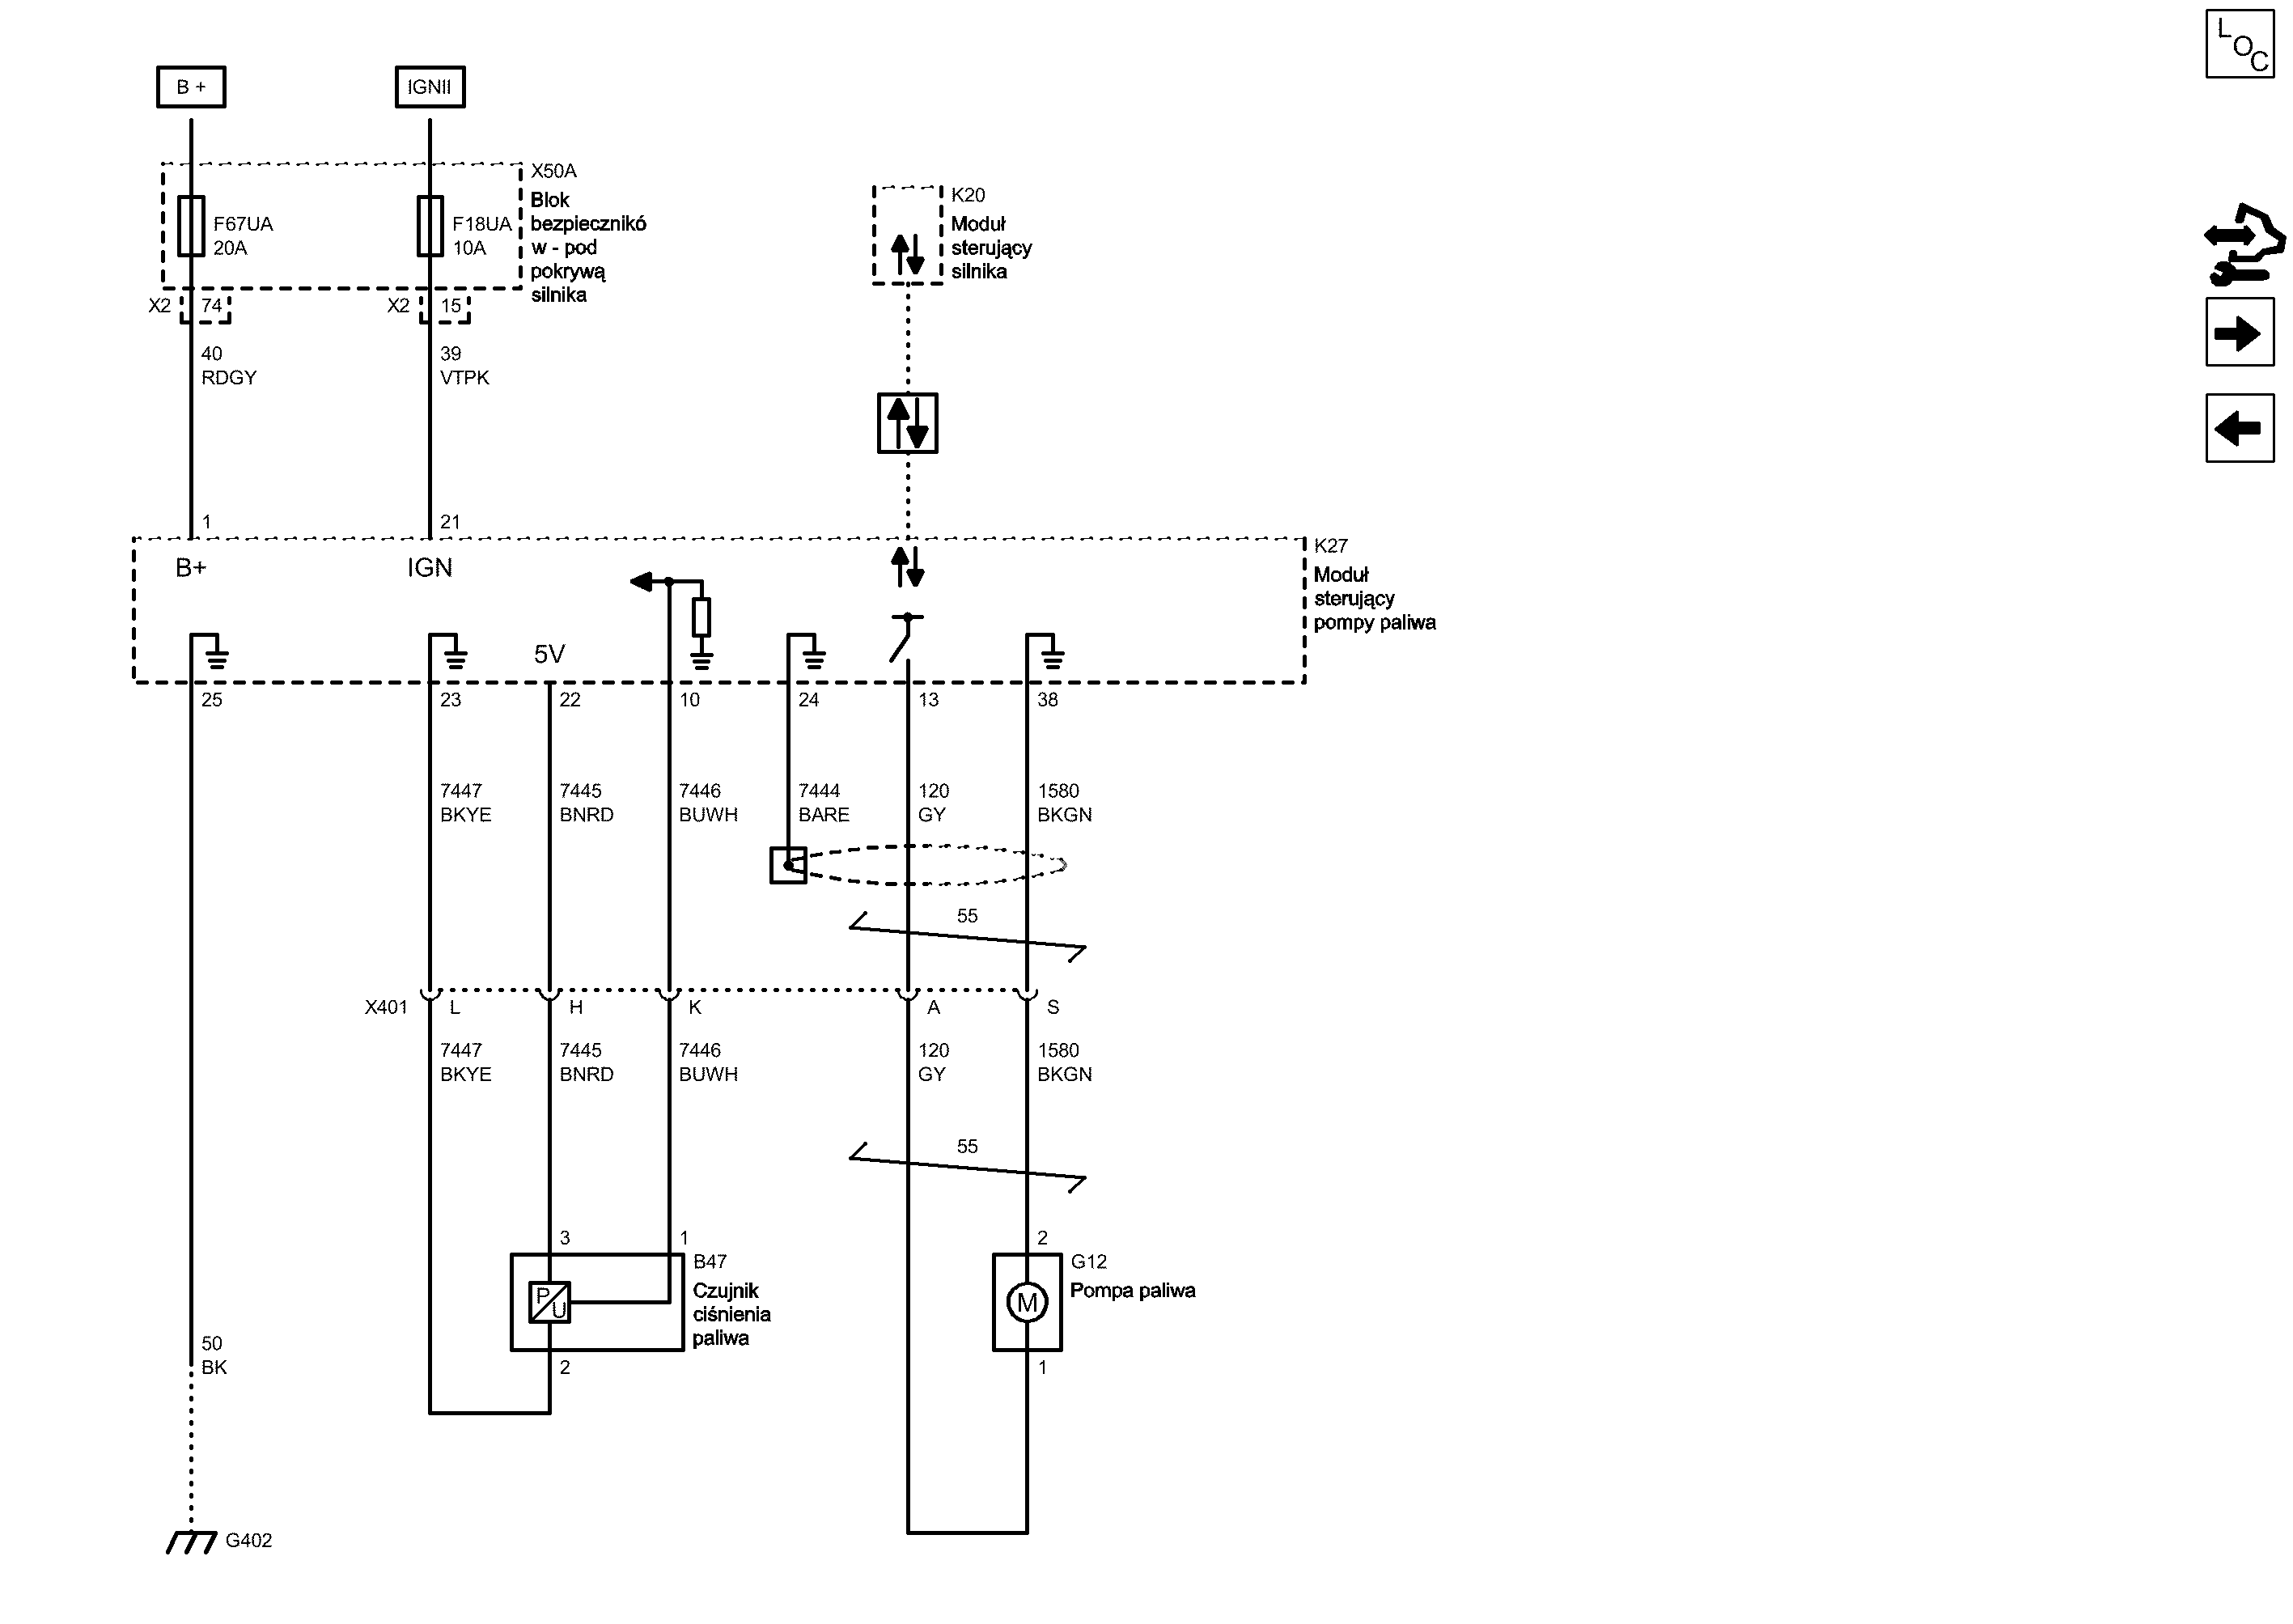 L
O
C
B +
IGNII
X50A
Blok
bezpiecznikó
w - pod
pokrywą
silnika
F67UA
20A
F18UA
10A
K20
Moduł
sterujący
silnika
X2
74
X2
15
40
RDGY
39
VTPK
1
21
B+
IGN
K27
Moduł
sterujący
pompy paliwa
5V
25
23
22
10
24
13
38
7447
BKYE
7445
BNRD
7446
BUWH
7444
BARE
120
GY
1580
BKGN
55
X401
L
H
K
A
S
7447
BKYE
7445
BNRD
7446
BUWH
120
GY
1580
BKGN
55
3
1
2
B47
Czujnik
ciśnienia
paliwa
P
U
G12
Pompa paliwa
M
2
1
50
BK
G402